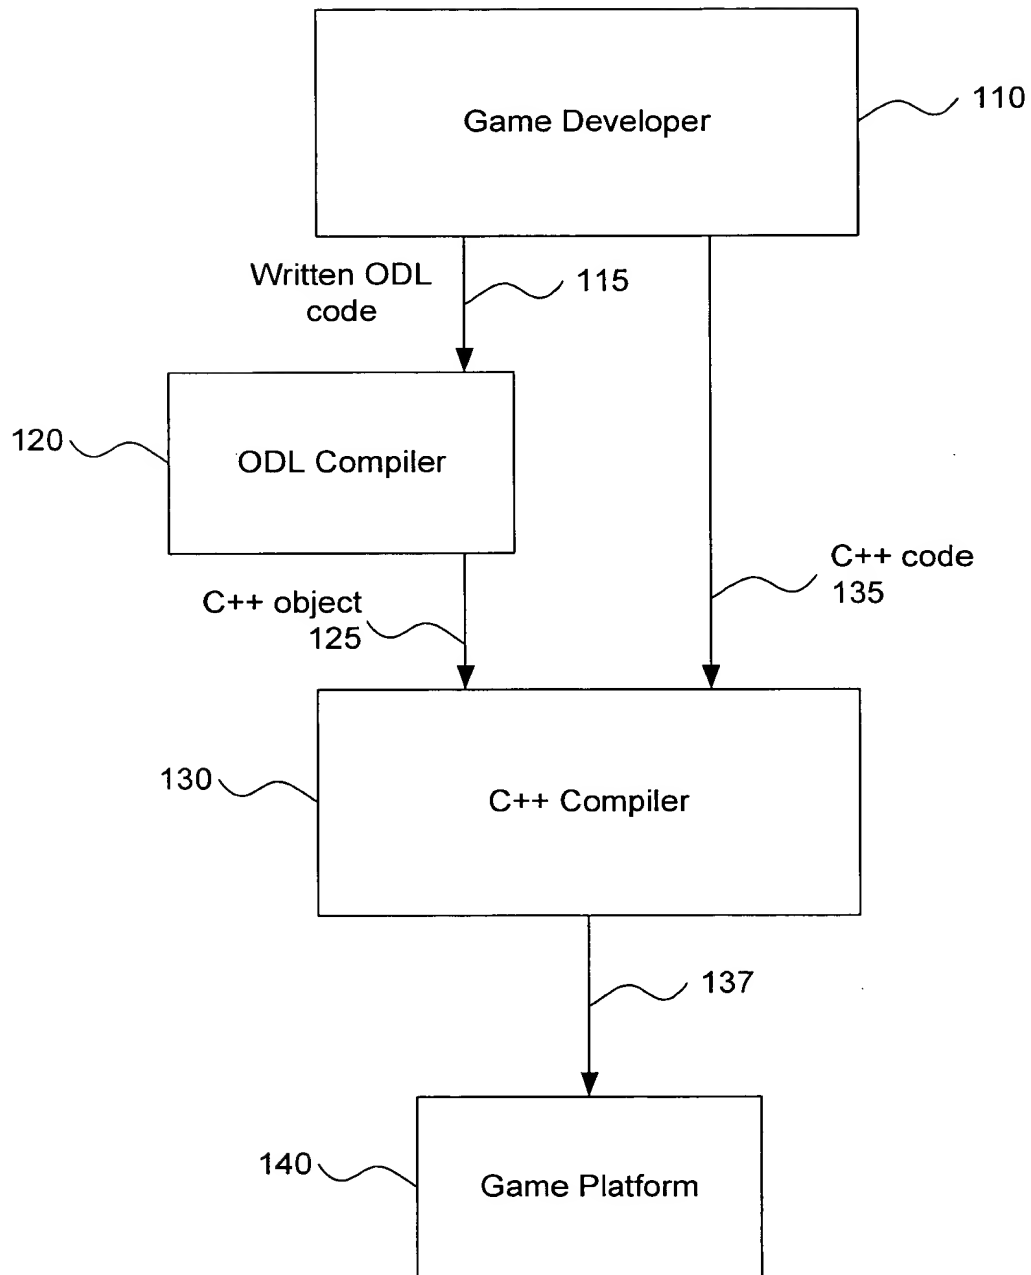 Game Developer
110
Written ODL
code
115
120
ODL Compiler
C++ code
135
C++ object
125
130
C++ Compiler
137
140
Game Platform